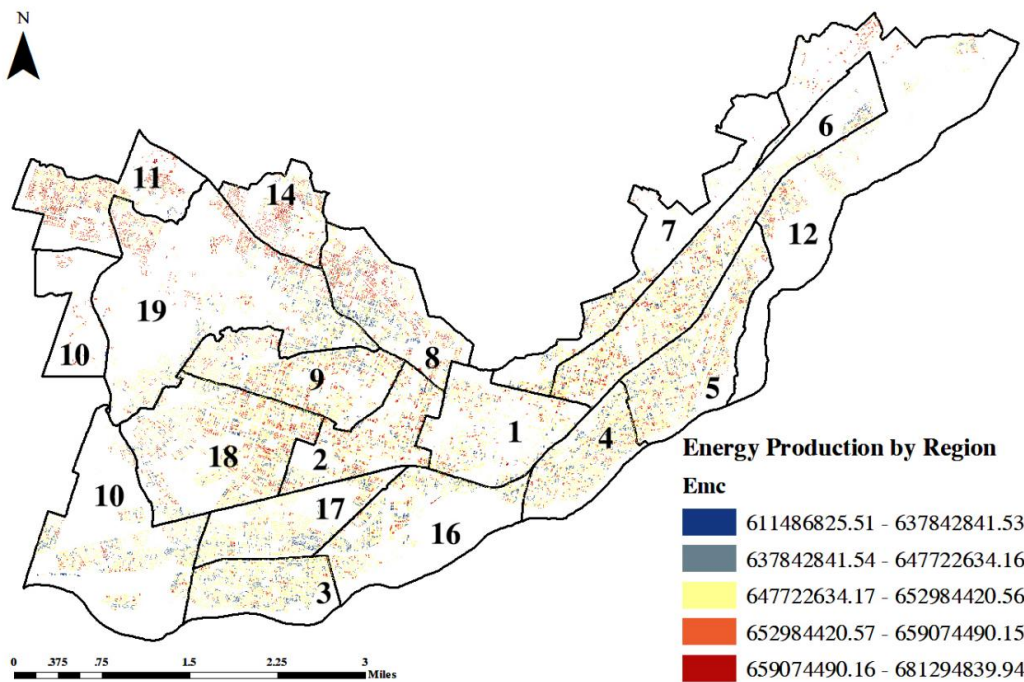 N
6
11
14
7
12
19
10
8
9
5
1
4
18
2
Energy Production by Region
Emc
10
17
16
611486825.51 - 637842841.53
637842841.54 - 647722634.16
3
647722634.17 - 652984420.56
652984420.57 - 659074490.15
659074490.16 - 681294839.94
0 .375 .75 1.5 2.25 3
Miles